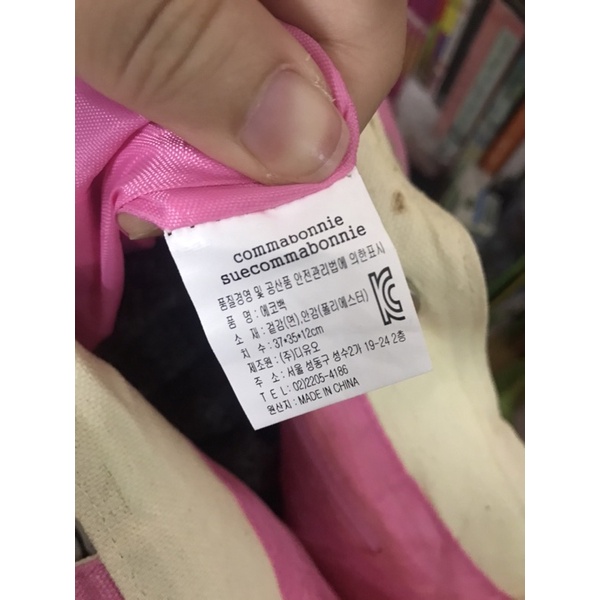 commabonnie
suecommabonnie
품질경영 및 공산품 안전관리법에 의한표시
품 명 : 에코백
소 재 : 겉감(면),안감(폴리에스터)
치 수 : 37*35*12cm
제조원 : (주)디유오
주 소 : 서울 성동구 성수2가 19-24 2층
T E L : 02)2205-4186
원산지 : MADE IN CHINA